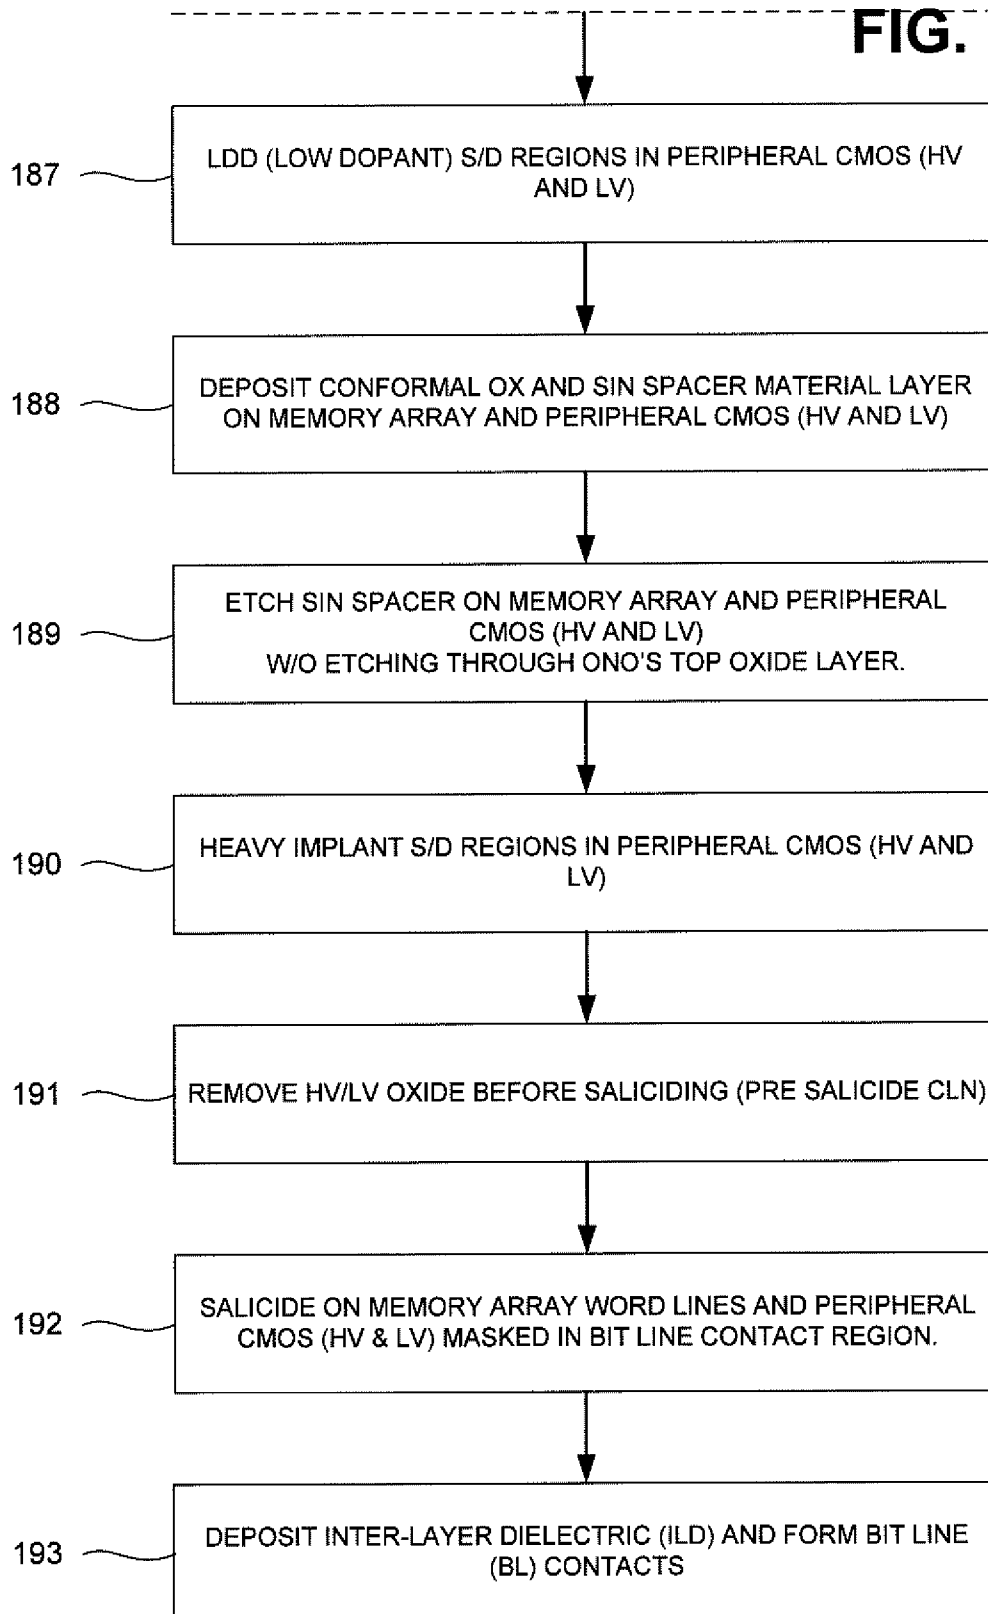 FIG.
187
LDD (LOW DOPANT) S/D REGIONS IN PERIPHERAL CMOS (HV
AND LV)
188
DEPOSIT CONFORMAL OX AND SIN SPACER MATERIAL LAYER
ON MEMORY ARRAY AND PERIPHERAL CMOS (HV AND LV)
189
ETCH SIN SPACER ON MEMORY ARRAY AND PERIPHERAL
CMOS (HV AND LV)
W/O ETCHING THROUGH ONO'S TOP OXIDE LAYER.
190
HEAVY IMPLANT S/D REGIONS IN PERIPHERAL CMOS (HV AND
LV)
191
REMOVE HV/LV OXIDE BEFORE SALICIDING (PRE SALICIDE CLN)
192
SALICIDE ON MEMORY ARRAY WORD LINES AND PERIPHERAL
CMOS (HV & LV) MASKED IN BIT LINE CONTACT REGION.
193
DEPOSIT INTER-LAYER DIELECTRIC (ILD) AND FORM BIT LINE
(BL) CONTACTS